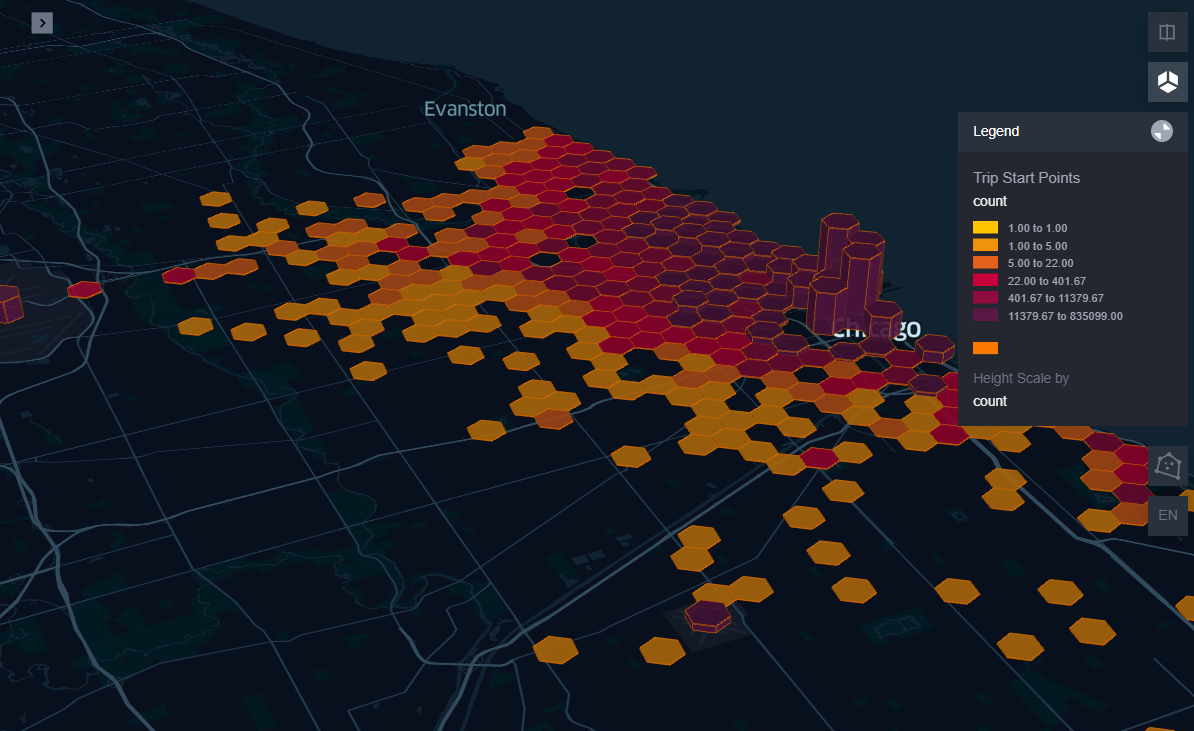 Evanston
Chicago
Legend
Trip Start Points
count
1.00 to 1.00
1.00 to 5.00
5.00 to 22.00
22.00 to 401.67
401.67 to 11379.67
11379.67 to 835099.00
Height Scale by
count
EN